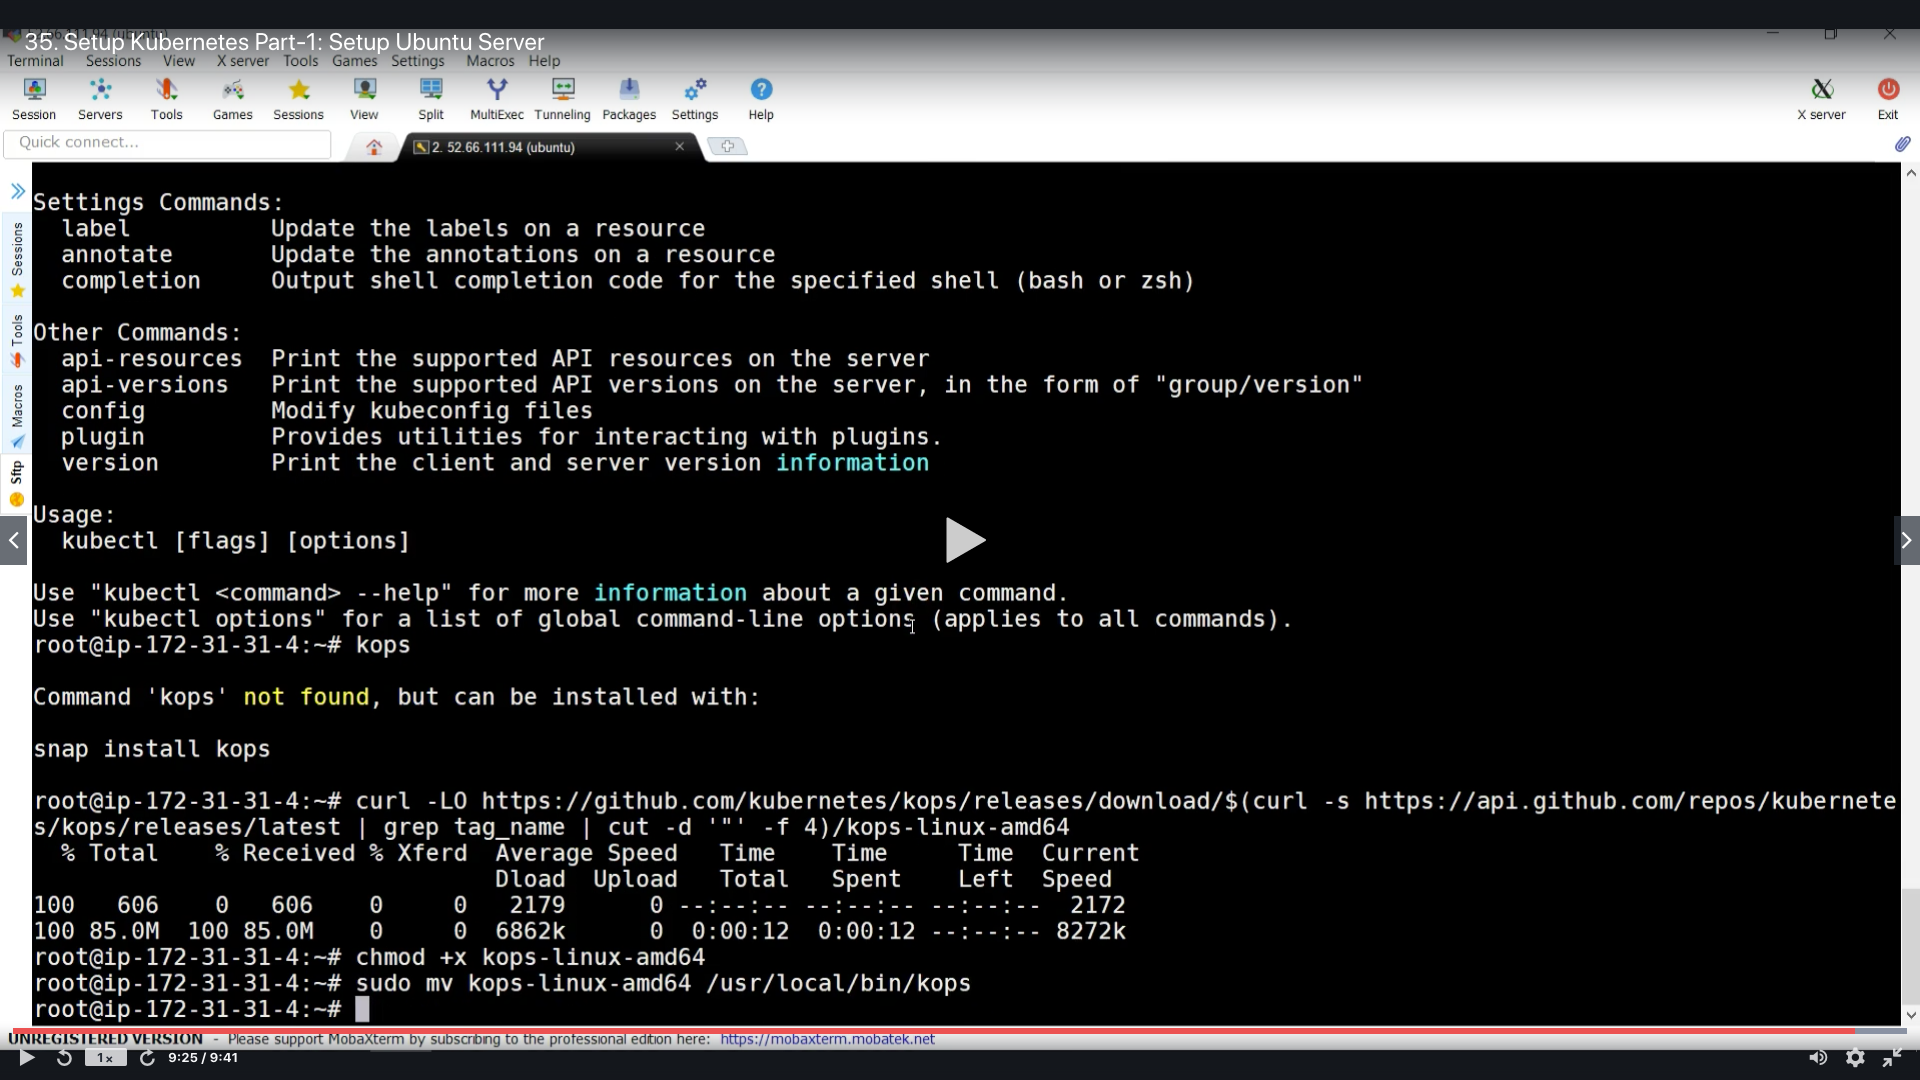 35. Setup Kubernetes Part-1: Setup Ubuntu Server
Terminal Sessions View X server Tools Games Settings Macros Help
Session Servers Tools Games Sessions View Split MultiExec Tunneling Packages Settings Help X server Exit
Quick connect...
2. 52.66.111.94 (ubuntu)
Sessions
Tools
Macros
Sftp
Settings Commands:
label Update the labels on a resource
annotate Update the annotations on a resource
completion Output shell completion code for the specified shell (bash or zsh)
Other Commands:
api-resources Print the supported API resources on the server
api-versions Print the supported API versions on the server, in the form of "group/version"
config Modify kubeconfig files
plugin Provides utilities for interacting with plugins.
version Print the client and server version information
Usage:
kubectl [flags] [options]
Use "kubectl <command> --help" for more information about a given command.
Use "kubectl options" for a list of global command-line options (applies to all commands).
root@ip-172-31-31-4:~# kops
Command 'kops' not found, but can be installed with:
snap install kops
root@ip-172-31-31-4:~# curl -LO https://github.com/kubernetes/kops/releases/download/$(curl -s https://api.github.com/repos/kubernete
s/kops/releases/latest | grep tag_name | cut -d '"' -f 4)/kops-linux-amd64
% Total % Received % Xferd Average Speed Time Time Time Current
Dload Upload Total Spent Left Speed
100 606 0 606 0 0 2179 0 --:--:-- --:--:-- --:--:-- 2172
100 85.0M 100 85.0M 0 0 6862k 0 0:00:12 0:00:12 --:--:-- 8272k
root@ip-172-31-31-4:~# chmod +x kops-linux-amd64
root@ip-172-31-31-4:~# sudo mv kops-linux-amd64 /usr/local/bin/kops
root@ip-172-31-31-4:~#
UNREGISTERED VERSION - Please support MobaXterm by subscribing to the professional edition here: https://mobaxterm.mobatek.net
1x 9:25 / 9:41